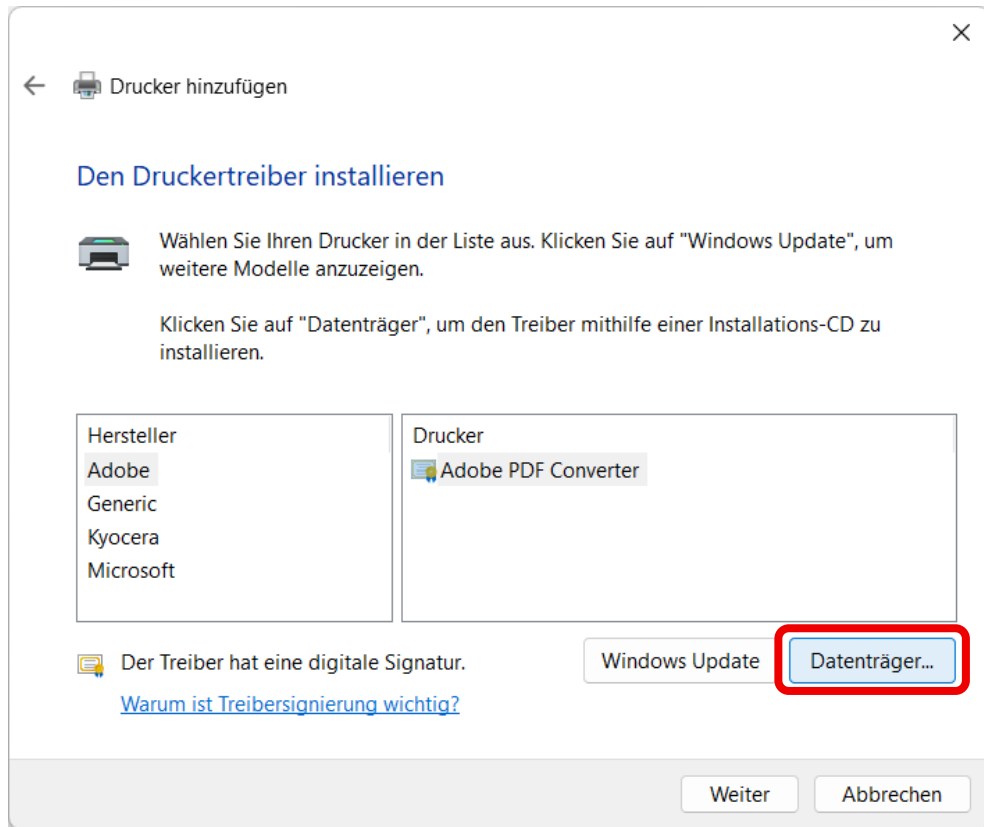 Drucker hinzufügen
Den Druckertreiber installieren
Wählen Sie Ihren Drucker in der Liste aus. Klicken Sie auf "Windows Update", um
weitere Modelle anzuzeigen.
Klicken Sie auf "Datenträger", um den Treiber mithilfe einer Installations-CD zu
installieren.
Hersteller
Adobe
Generic
Kyocera
Microsoft
Drucker
Adobe PDF Converter
Der Treiber hat eine digitale Signatur.
Warum ist Treibersignierung wichtig?
Windows Update
Datenträger...
Weiter
Abbrechen